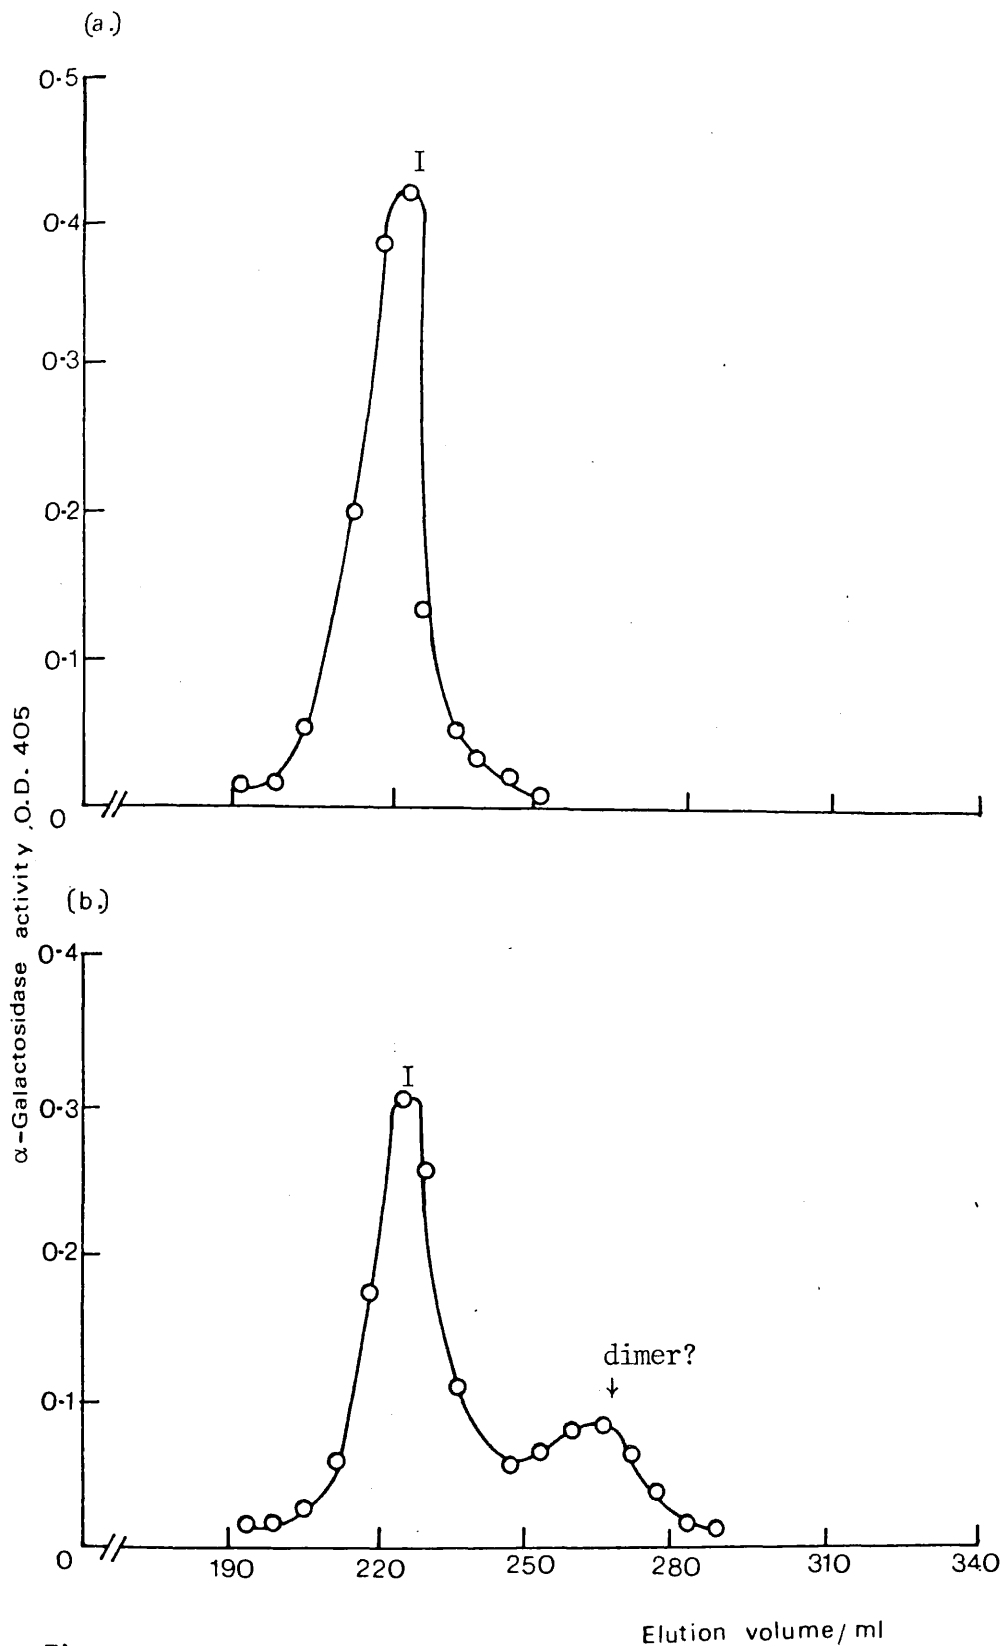 (a.)
0·5
I
0·4
0·3
0·2
0·1
0
α-Galactosidase activity, O.D. 405
(b.)
0·4
I
0·3
0·2
dimer?
↓
0·1
0
190 220 250 280 310 340
Elution volume/ml